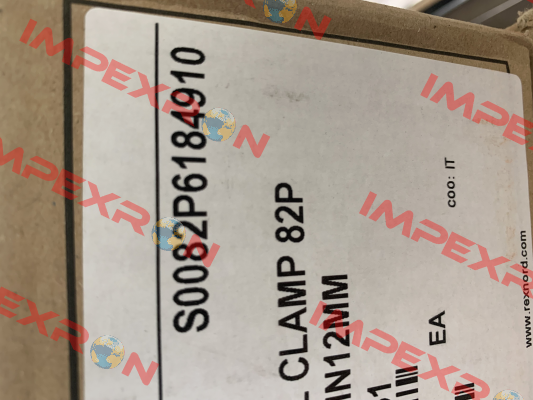 S0082P6184910
- CLAMP 82P
IN12MM
EA
coo: IT
www.rexnord.com
IMPEXRON
IMPEXRON
IMPEXRON
IMPEXRON
IMPEXRON